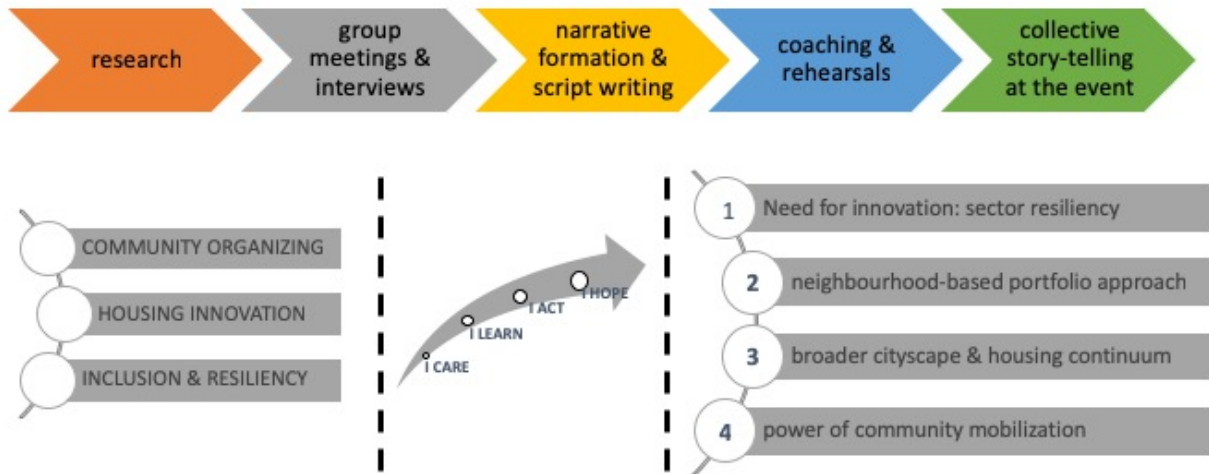 research
group
meetings &
interviews
narrative
formation &
script writing
coaching &
rehearsals
collective
story-telling
at the event
COMMUNITY ORGANIZING
HOUSING INNOVATION
INCLUSION & RESILIENCY
I CARE
I LEARN
I ACT
I HOPE
1 Need for innovation: sector resiliency
2 neighbourhood-based portfolio approach
3 broader cityscape & housing continuum
4 power of community mobilization